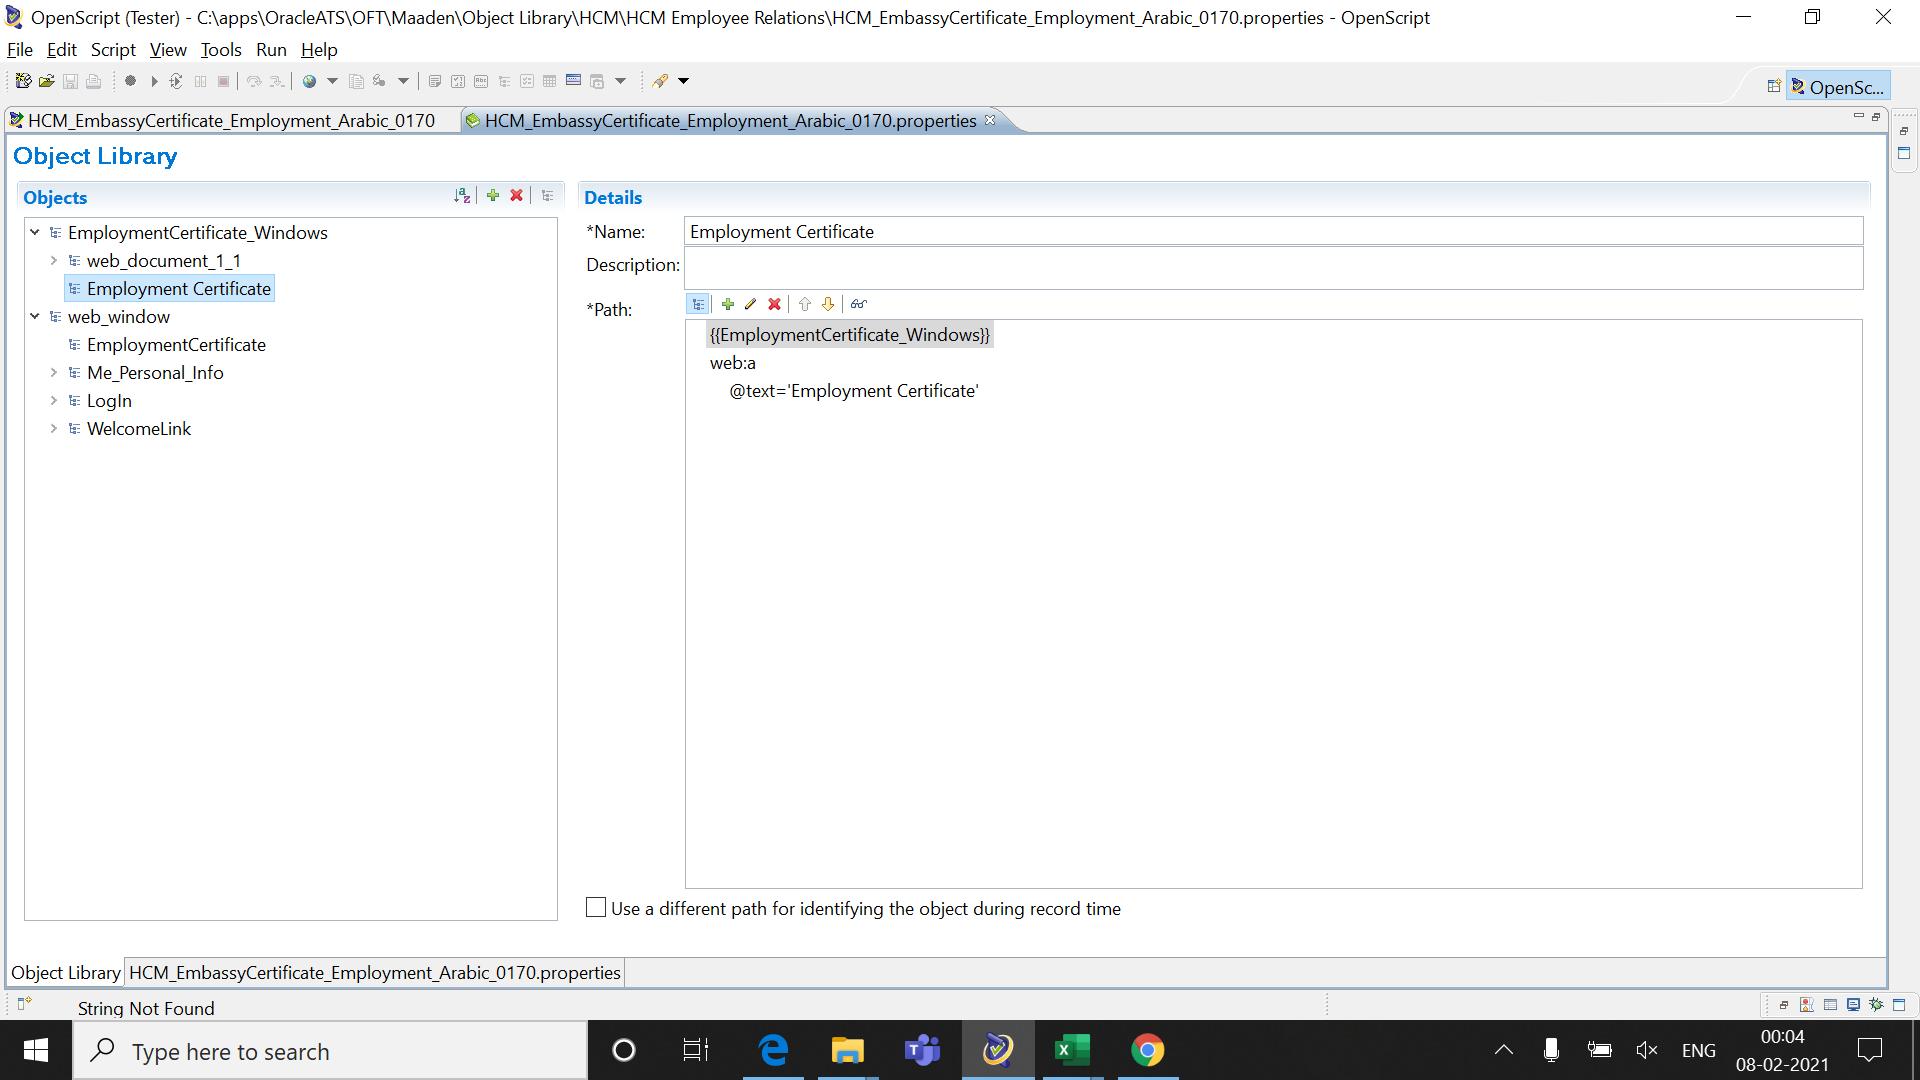 OpenScript (Tester) - C:\apps\OracleATS\OFT\Maaden\Object Library\HCM\HCM Employee Relations\HCM_EmbassyCertificate_Employment_Arabic_0170.properties - OpenScript
File Edit Script View Tools Run Help
OpenSc...
HCM_EmbassyCertificate_Employment_Arabic_0170 HCM_EmbassyCertificate_Employment_Arabic_0170.properties
Object Library
Objects
EmploymentCertificate_Windows
web_document_1_1
Employment Certificate
web_window
EmploymentCertificate
Me_Personal_Info
LogIn
WelcomeLink
Details
*Name: Employment Certificate
Description:
*Path:
{{EmploymentCertificate_Windows}}
web:a
@text='Employment Certificate'
Use a different path for identifying the object during record time
Object Library HCM_EmbassyCertificate_Employment_Arabic_0170.properties
String Not Found
Type here to search
ENG
00:04
08-02-2021